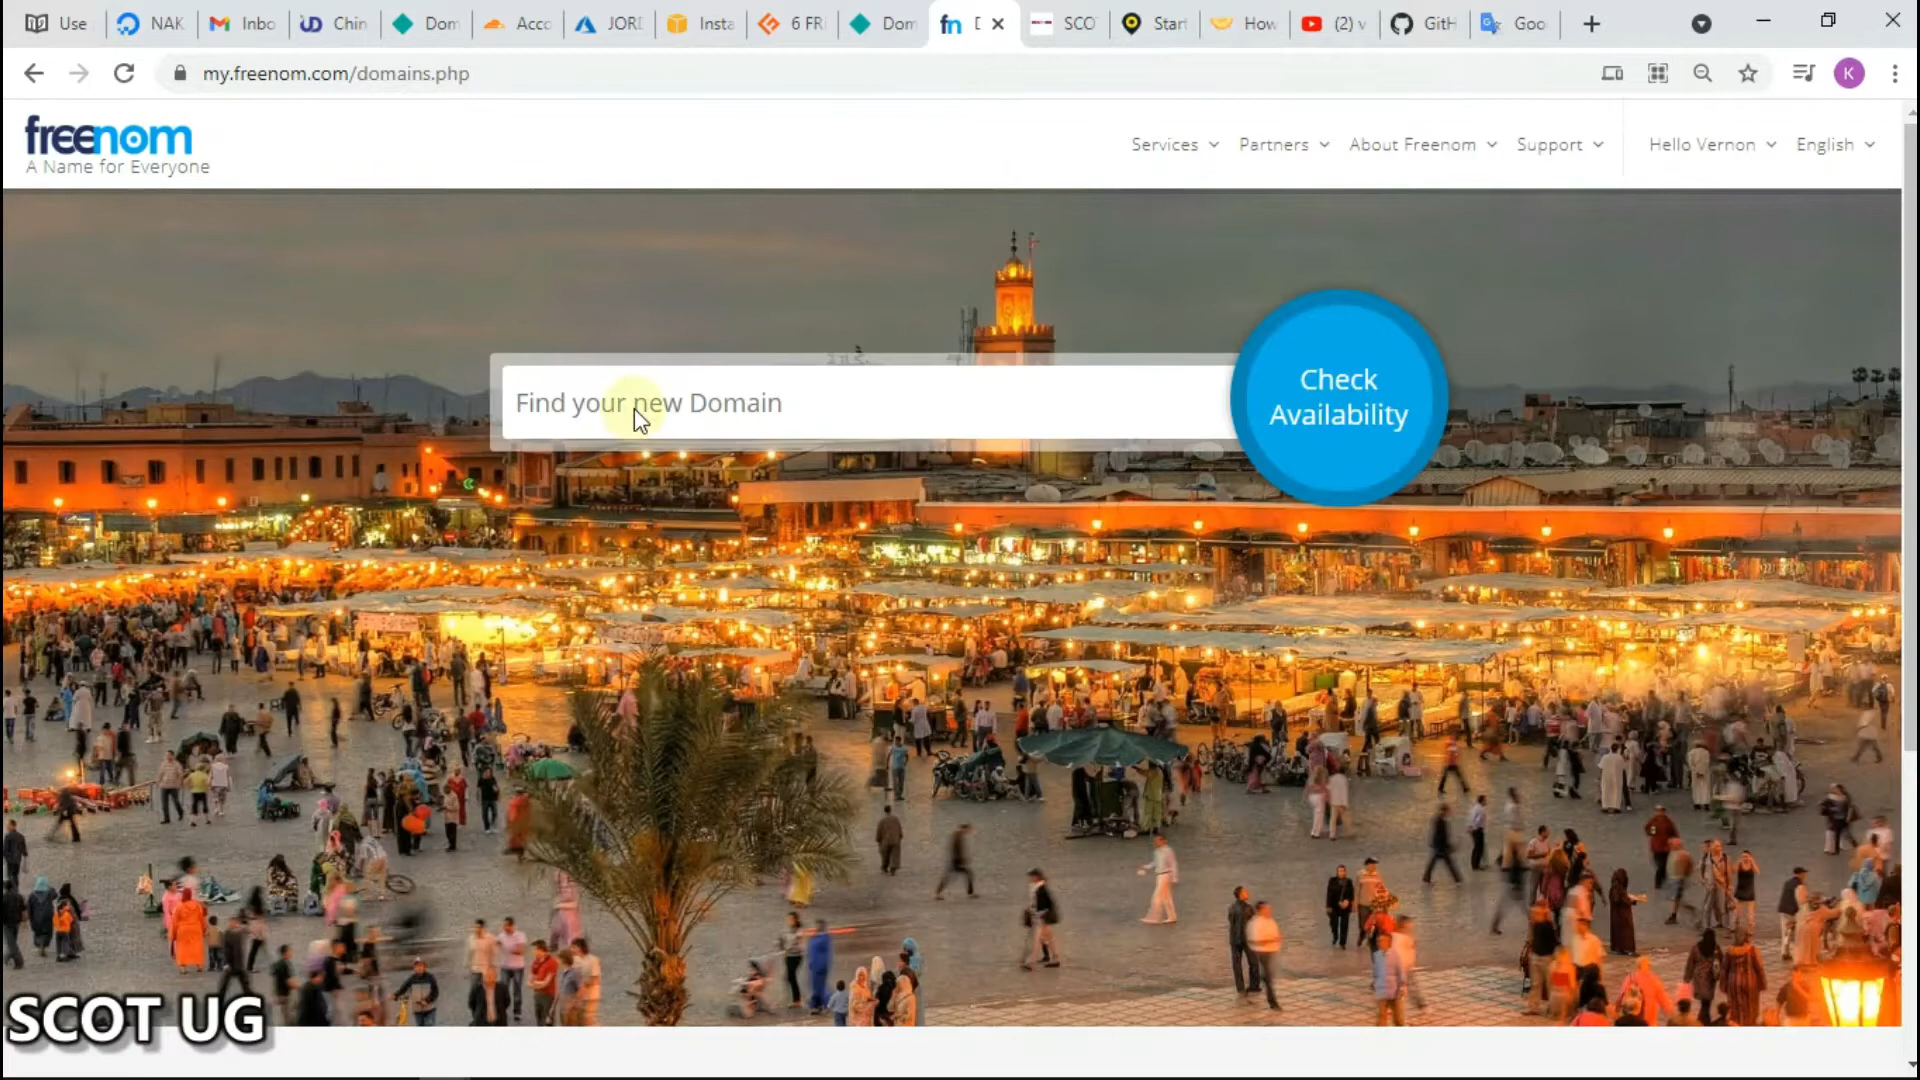 Use
NAK
Inbo
Chin
Dom
Acco
JORD
Insta
6 FR
Dom
SCO
Start
How
(2) v
GitH
Goo
my.freenom.com/domains.php
K
freenom
A Name for Everyone
Services
Partners
About Freenom
Support
Hello Vernon
English
Find your new Domain
Check
Availability
SCOT UG